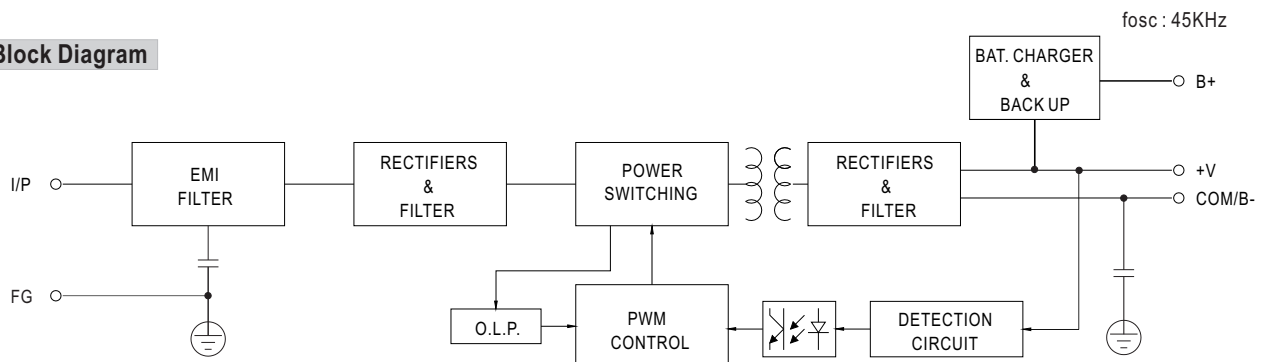 fosc : 45KHz
Block Diagram
BAT. CHARGER
&
BACK UP
B+
I/P
EMI
FILTER
RECTIFIERS
&
FILTER
POWER
SWITCHING
RECTIFIERS
&
FILTER
+V
COM/B-
FG
O.L.P.
PWM
CONTROL
DETECTION
CIRCUIT